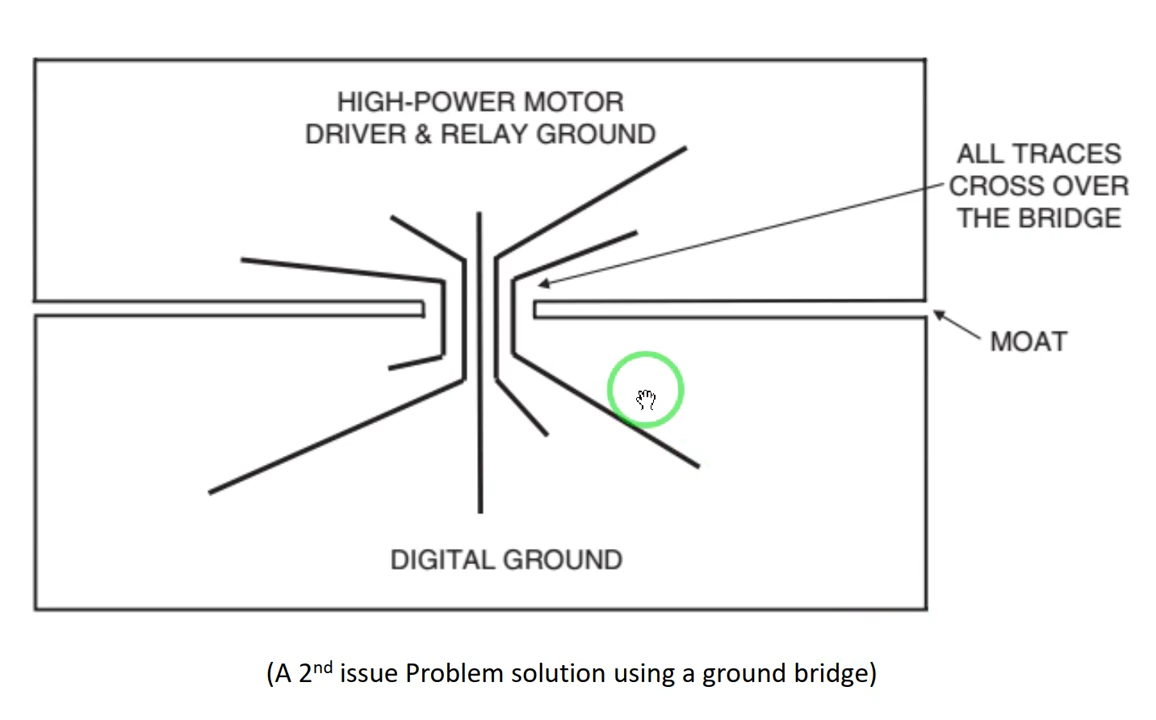 HIGH-POWER MOTOR
DRIVER & RELAY GROUND
ALL TRACES
CROSS OVER
THE BRIDGE
MOAT
DIGITAL GROUND
(A 2nd issue Problem solution using a ground bridge)